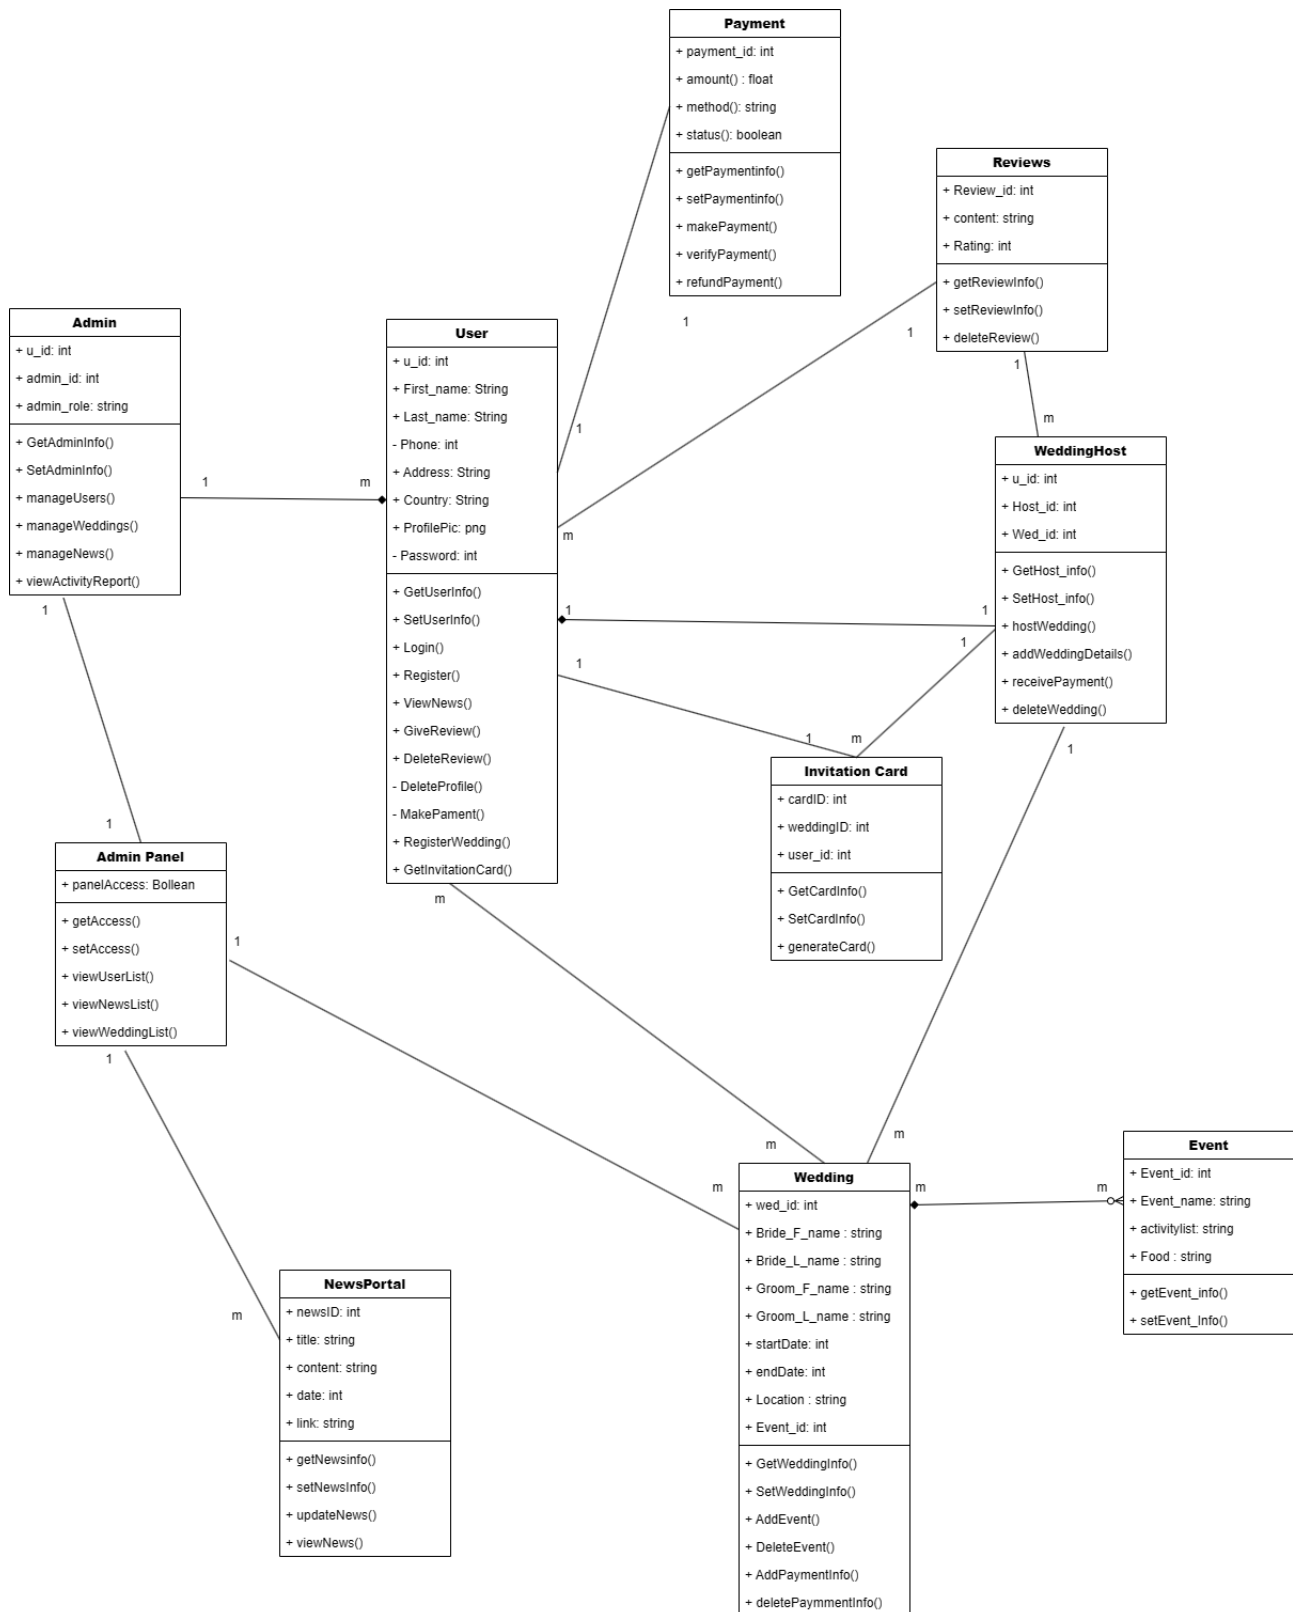 Payment
+ payment_id: int
+ amount() : float
+ method(): string
+ status(): boolean
+ getPaymentinfo()
+ setPaymentinfo()
+ makePayment()
+ verifyPayment()
+ refundPayment()
1
1
Reviews
+ Review_id: int
+ content: string
+ Rating: int
+ getReviewInfo()
+ setReviewInfo()
+ deleteReview()
1
m
1
m
Admin
+ u_id: int
+ admin_id: int
+ admin_role: string
+ GetAdminInfo()
+ SetAdminInfo()
+ manageUsers()
+ manageWeddings()
+ manageNews()
+ viewActivityReport()
1
m
1
1
User
+ u_id: int
+ First_name: String
+ Last_name: String
- Phone: int
+ Address: String
+ Country: String
+ ProfilePic: png
- Password: int
+ GetUserInfo()
+ SetUserInfo()
+ Login()
+ Register()
+ ViewNews()
+ GiveReview()
+ DeleteReview()
- DeleteProfile()
- MakePament()
+ RegisterWedding()
+ GetInvitationCard()
1
1
1
1
m
m
WeddingHost
+ u_id: int
+ Host_id: int
+ Wed_id: int
+ GetHost_info()
+ SetHost_info()
+ hostWedding()
+ addWeddingDetails()
+ receivePayment()
+ deleteWedding()
1
m
1
m
Invitation Card
+ cardID: int
+ weddingID: int
+ user_id: int
+ GetCardInfo()
+ SetCardInfo()
+ generateCard()
Admin Panel
+ panelAccess: Bollean
+ getAccess()
+ setAccess()
+ viewUserList()
+ viewNewsList()
+ viewWeddingList()
1
m
1
m
Wedding
+ wed_id: int
+ Bride_F_name : string
+ Bride_L_name : string
+ Groom_F_name : string
+ Groom_L_name : string
+ startDate: int
+ endDate: int
+ Location : string
+ Event_id: int
+ GetWeddingInfo()
+ SetWeddingInfo()
+ AddEvent()
+ DeleteEvent()
+ AddPaymentInfo()
+ deletePaymmentInfo()
m
m
Event
+ Event_id: int
+ Event_name: string
+ activitylist: string
+ Food : string
+ getEvent_info()
+ setEvent_Info()
NewsPortal
+ newsID: int
+ title: string
+ content: string
+ date: int
+ link: string
+ getNewsinfo()
+ setNewsInfo()
+ updateNews()
+ viewNews()